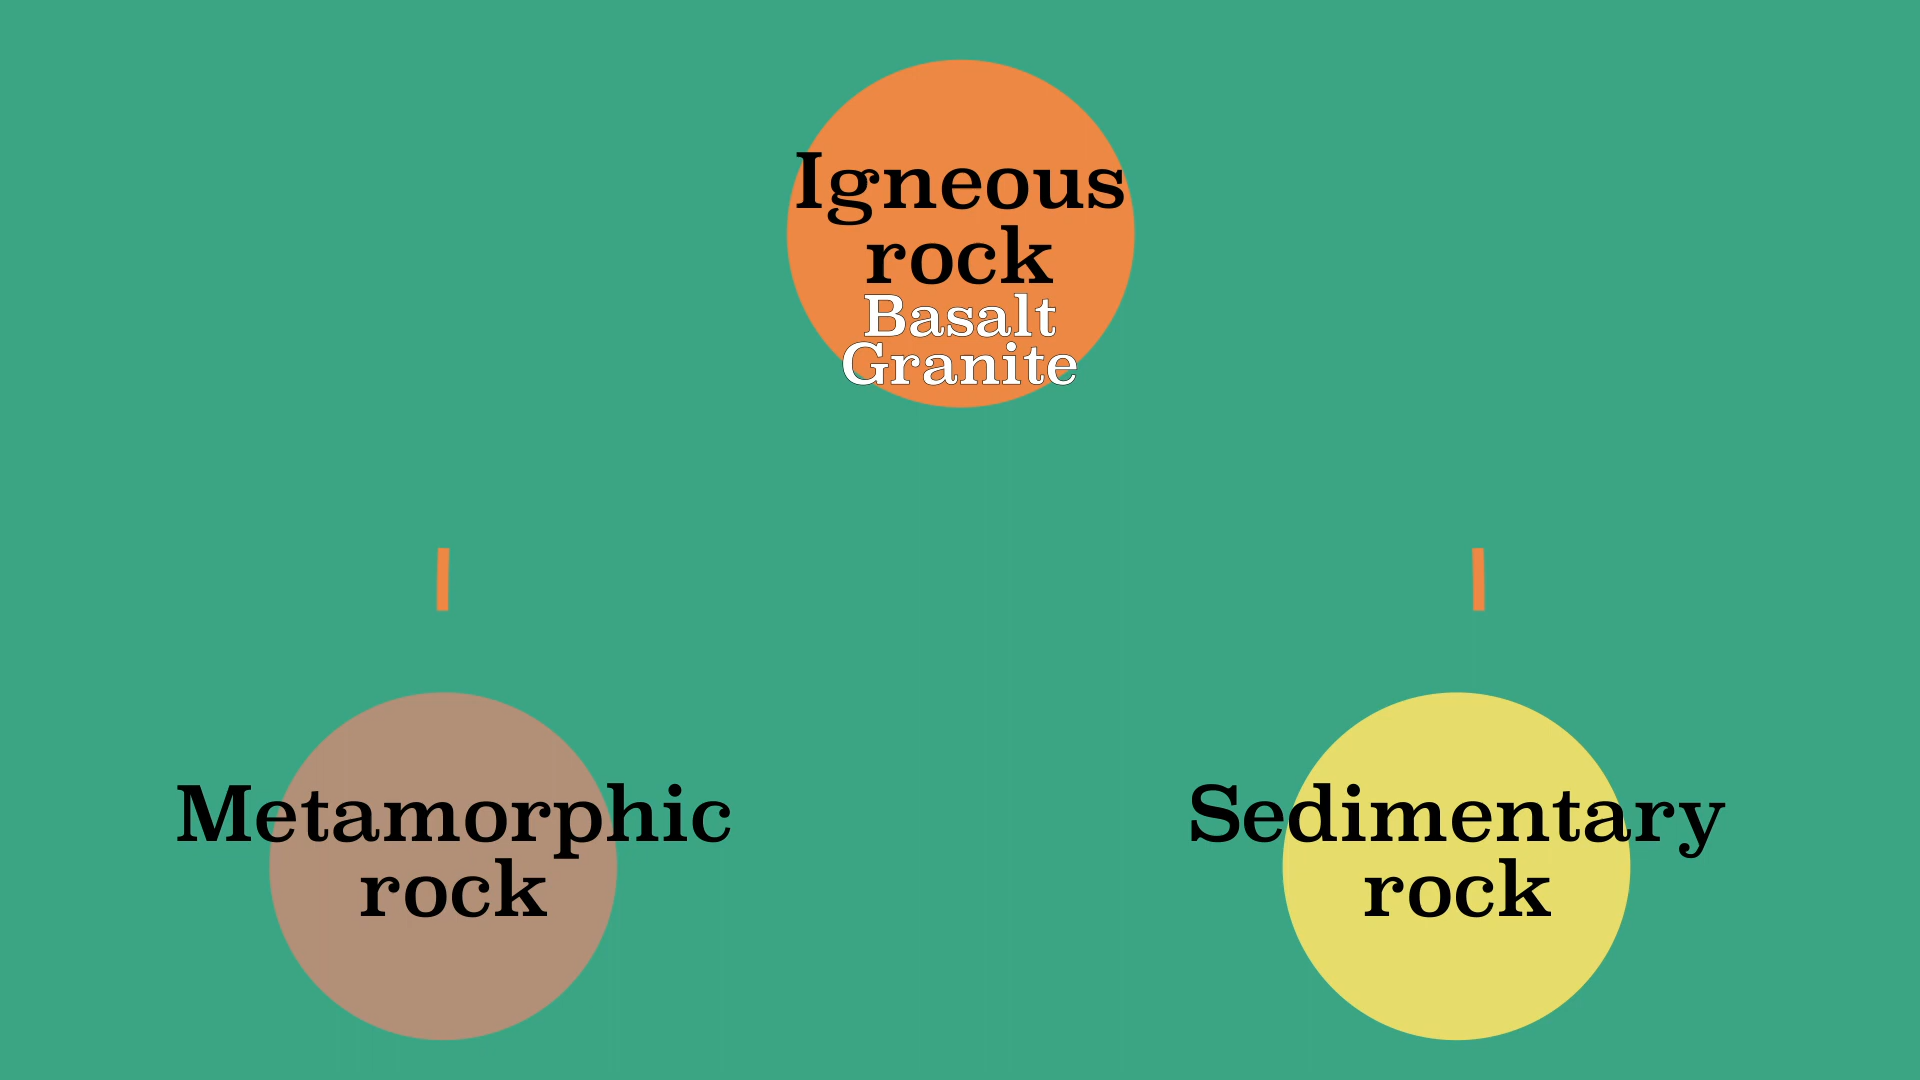 Igneous
rock
Basalt
Granite
Metamorphic
rock
Sedimentary
rock